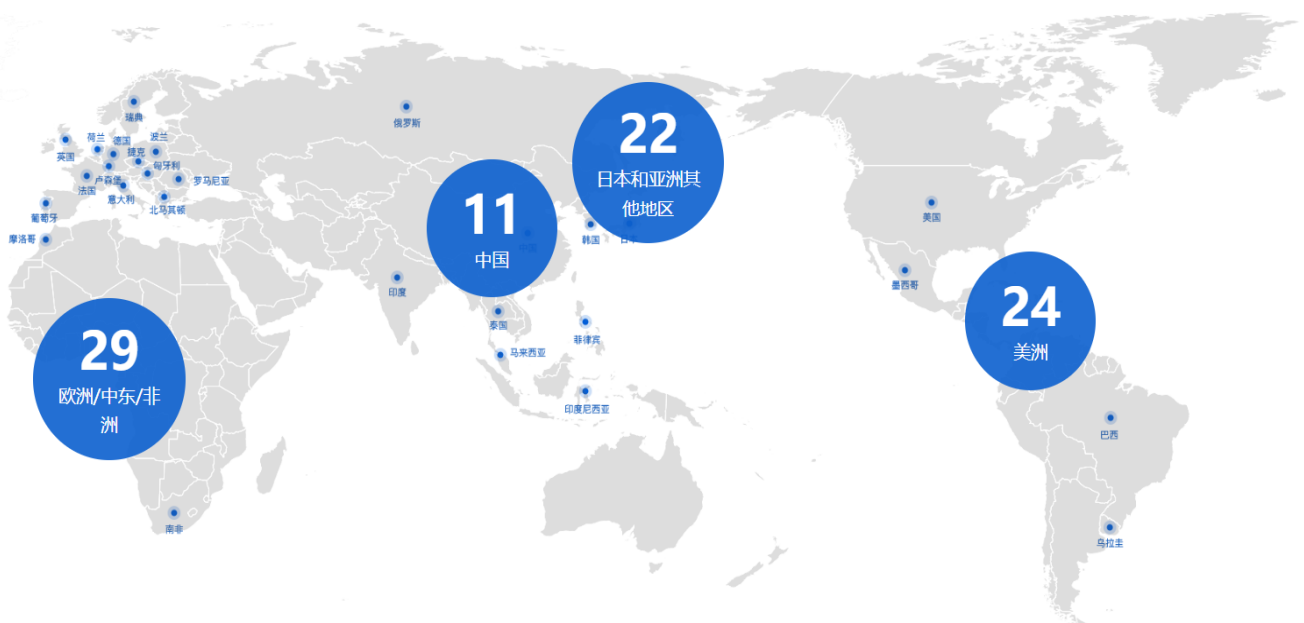 瑞典
俄罗斯
荷兰
德国
波兰
英国
捷克
匈牙利
卢森堡
罗马尼亚
法国
意大利
北马其顿
葡萄牙
摩洛哥
22
日本和亚洲其
他地区
11
中国
中国
韩国
日本
美国
印度
墨西哥
24
美洲
泰国
菲律宾
马来西亚
29
欧洲/中东/非
洲
印度尼西亚
巴西
南非
乌拉圭